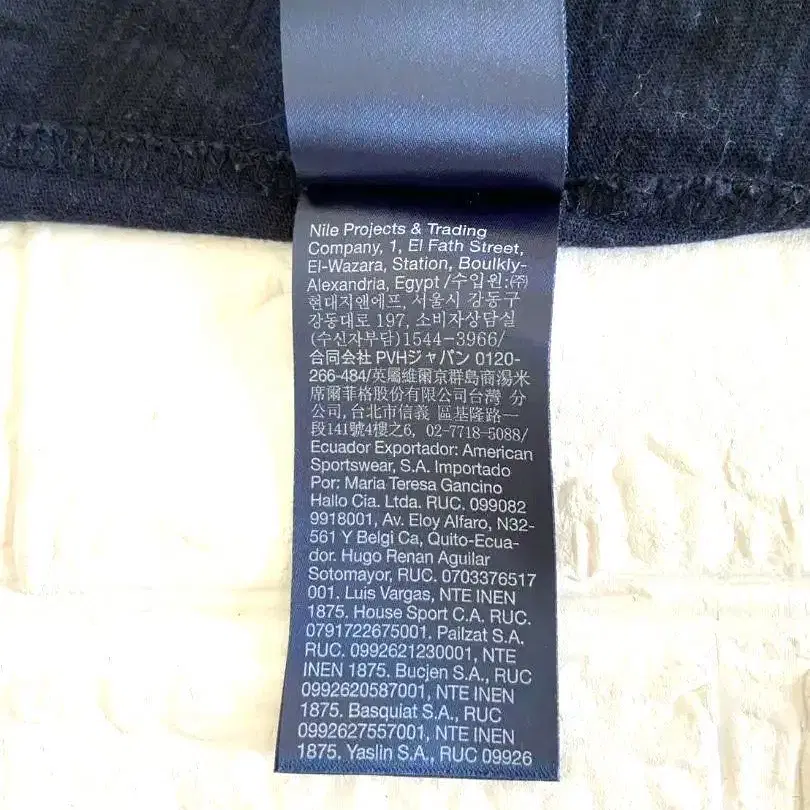 Nile Projects & Trading
Company, 1, El Fath Street,
El-Wazara, Station, Boulkly-
Alexandria, Egypt /수입원:㈜
현대지앤에프, 서울시 강동구
강동대로 197, 소비자상담실
(수신자부담)1544-3966/
合同会社 PVHジャパン 0120-
266-484/英屬維爾京群島商湯米
席爾菲格股份有限公司台灣 分
公司, 台北市信義 區基隆路一
段141號4樓之6, 02-7718-5088/
Ecuador Exportador: American
Sportswear, S.A. Importado
Por: Maria Teresa Gancino
Hallo Cia. Ltda. RUC. 099082
9918001, Av. Eloy Alfaro, N32-
561 Y Belgi Ca, Quito-Ecua-
dor. Hugo Renan Aguilar
Sotomayor, RUC. 0703376517
001. Luis Vargas, NTE INEN
1875. House Sport C.A. RUC.
0791722675001. Pailzat S.A.
RUC. 0992621230001, NTE
INEN 1875. Bucjen S.A., RUC
0992620587001, NTE INEN
1875. Basquiat S.A., RUC
0992627557001, NTE INEN
1875. Yaslin S.A., RUC 09926